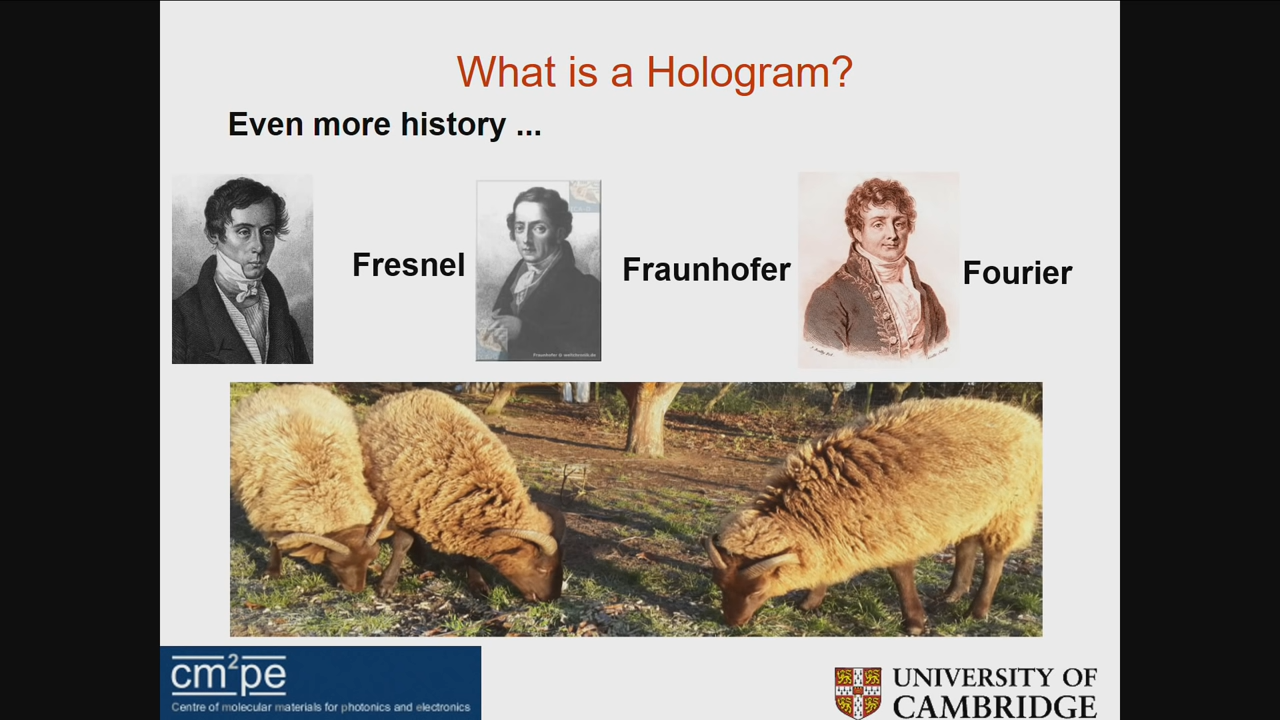 What is a Hologram?
Even more history ...
Fresnel
Fraunhofer
Fourier
cm²pe
Centre of molecular materials for photonics and electronics
UNIVERSITY OF
CAMBRIDGE